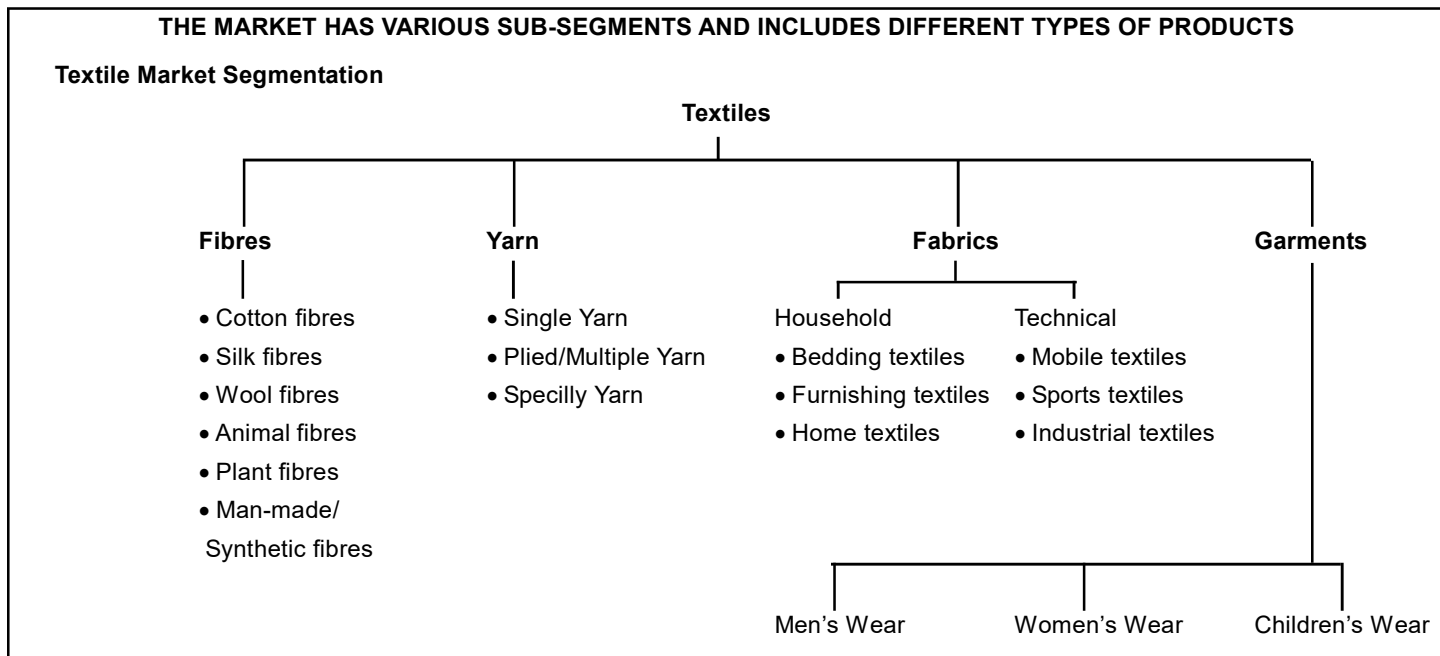 THE MARKET HAS VARIOUS SUB-SEGMENTS AND INCLUDES DIFFERENT TYPES OF PRODUCTS
Textile Market Segmentation
Textiles
Fibres
• Cotton fibres
• Silk fibres
• Wool fibres
• Animal fibres
• Plant fibres
• Man-made/
Synthetic fibres
Yarn
• Single Yarn
• Plied/Multiple Yarn
• Specilly Yarn
Fabrics
Household
• Bedding textiles
• Furnishing textiles
• Home textiles
Technical
• Mobile textiles
• Sports textiles
• Industrial textiles
Garments
Men’s Wear
Women’s Wear
Children’s Wear